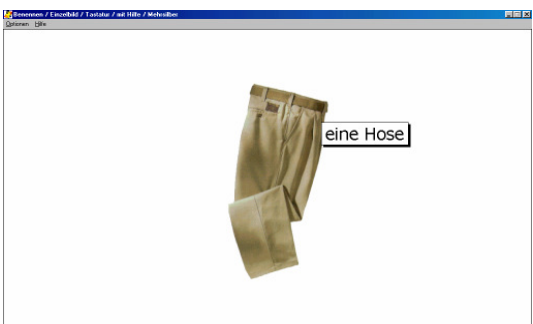 Benennen / Einzelbild / Tastatur / mit Hilfe / Mehrsilber
Optionen Hilfe
eine Hose